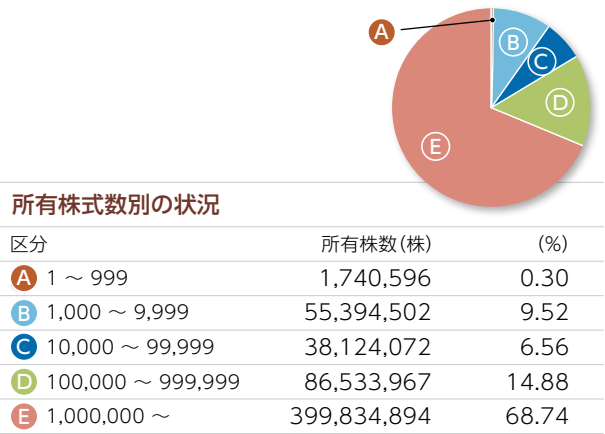 A
B
C
D
E
所有株式数別の状況
区分 所有株数(株) (%)
A 1 ～ 999 1,740,596 0.30
B 1,000 ～ 9,999 55,394,502 9.52
C 10,000 ～ 99,999 38,124,072 6.56
D 100,000 ～ 999,999 86,533,967 14.88
E 1,000,000 ～ 399,834,894 68.74